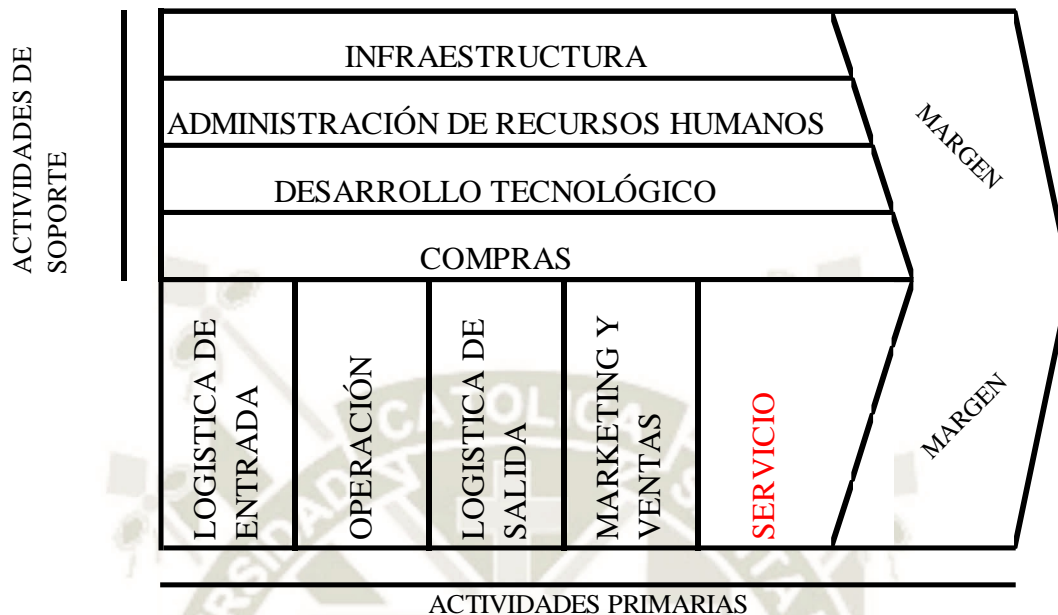 ACTIVIDADES DE
SOPORTE
INFRAESTRUCTURA
ADMINISTRACIÓN DE RECURSOS HUMANOS
DESARROLLO TECNOLÓGICO
COMPRAS
MARGEN
LOGISTICA DE
ENTRADA
OPERACIÓN
LOGISTICA DE
SALIDA
MARKETING Y
VENTAS
SERVICIO
MARGEN
ACTIVIDADES PRIMARIAS
CATOLICA